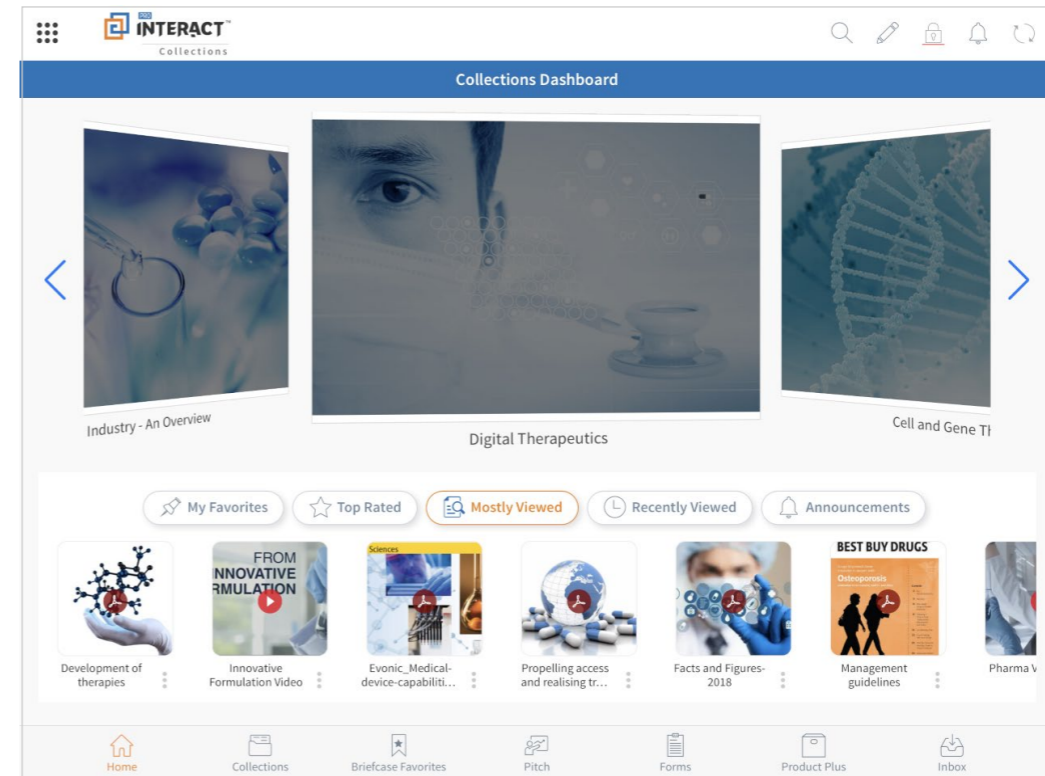 INTERACT™
Collections
Collections Dashboard
Industry - An Overview
Digital Therapeutics
Cell and Gene Th
My Favorites
Top Rated
Mostly Viewed
Recently Viewed
Announcements
FROM
INNOVATIVE
RMULATION
Sciences
BEST BUY DRUGS
Osteoporosis
Development of
therapies
Innovative
Formulation Video
Evonic_Medical-
device-capabiliti...
Propelling access
and realising tr...
Facts and Figures-
2018
Management
guidelines
Pharma V
Home
Collections
Briefcase Favorites
Pitch
Forms
Product Plus
Inbox